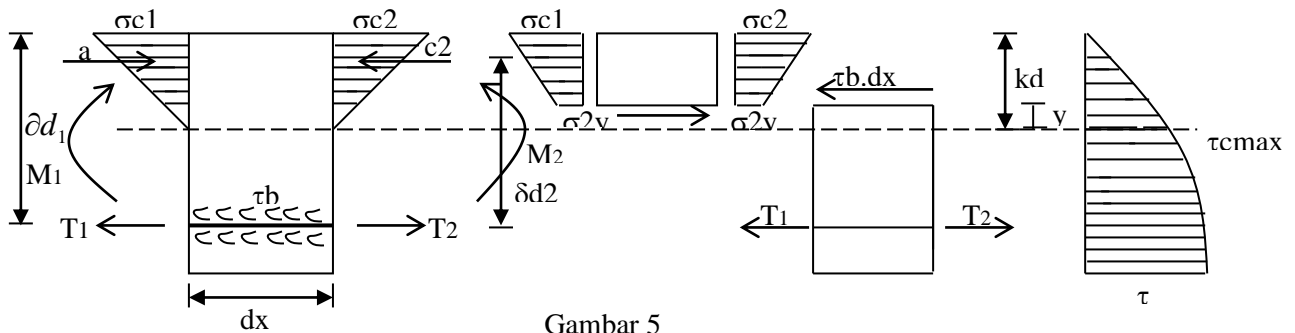 σc1 σc2 σc1 σc2
a c2 τb.dx kd
∂d₁ σ2y σ2y y
M1 M2 τcmax
τb δd2
T1 T2 T1 T2
τ
dx
Gambar 5